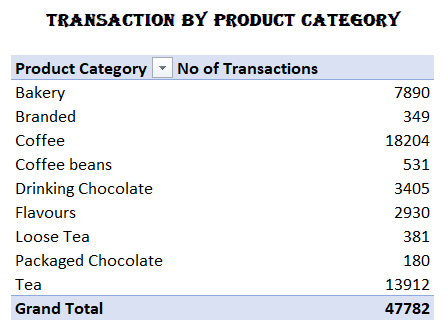 TRANSACTION BY PRODUCT CATEGORY
Product Category No of Transactions
Bakery 7890
Branded 349
Coffee 18204
Coffee beans 531
Drinking Chocolate 3405
Flavours 2930
Loose Tea 381
Packaged Chocolate 180
Tea 13912
Grand Total 47782